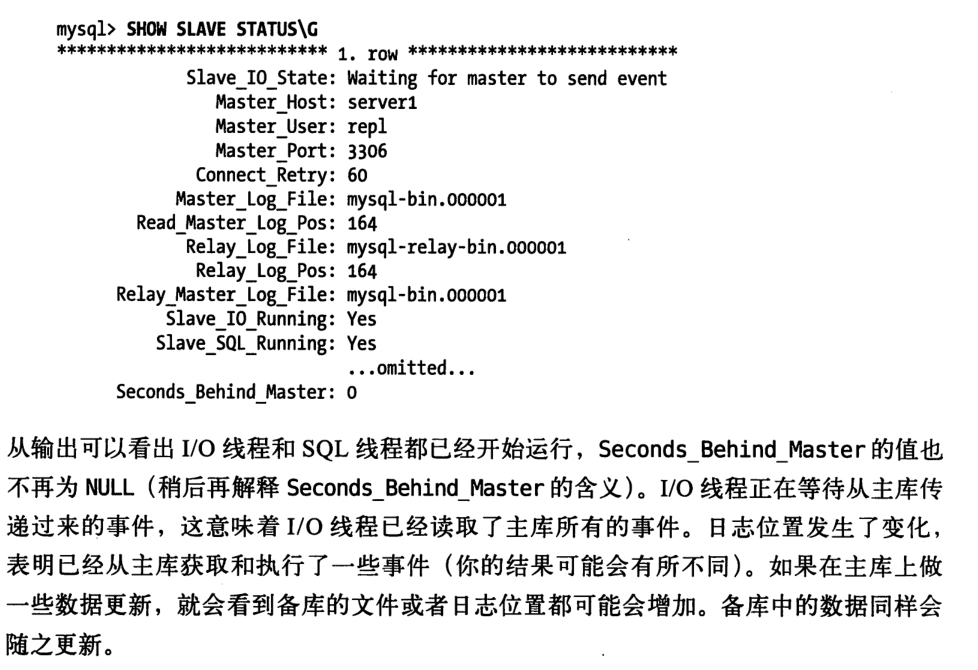 mysql> SHOW SLAVE STATUS\G
*************************** 1. row ***************************
Slave_IO_State: Waiting for master to send event
Master_Host: server1
Master_User: repl
Master_Port: 3306
Connect_Retry: 60
Master_Log_File: mysql-bin.000001
Read_Master_Log_Pos: 164
Relay_Log_File: mysql-relay-bin.000001
Relay_Log_Pos: 164
Relay_Master_Log_File: mysql-bin.000001
Slave_IO_Running: Yes
Slave_SQL_Running: Yes
...omitted...
Seconds_Behind_Master: 0
从输出可以看出 I/O 线程和 SQL 线程都已经开始运行，Seconds_Behind_Master 的值也
不再为 NULL（稍后再解释 Seconds_Behind_Master 的含义）。I/O 线程正在等待从主库传
递过来的事件，这意味着 I/O 线程已经读取了主库所有的事件。日志位置发生了变化，
表明已经从主库获取和执行了一些事件（你的结果可能会有所不同）。如果在主库上做
一些数据更新，就会看到备库的文件或者日志位置都可能会增加。备库中的数据同样会
随之更新。